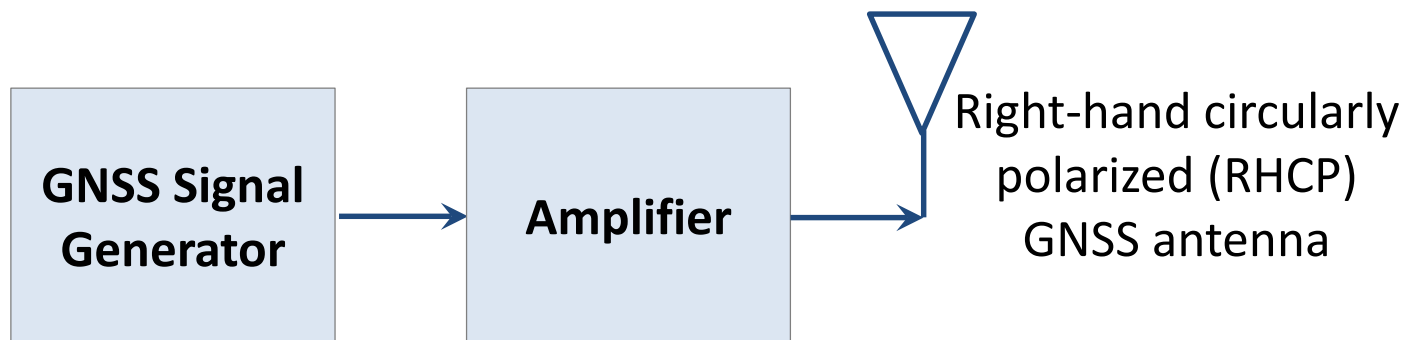 GNSS Signal
Generator
Amplifier
Right-hand circularly
polarized (RHCP)
GNSS antenna